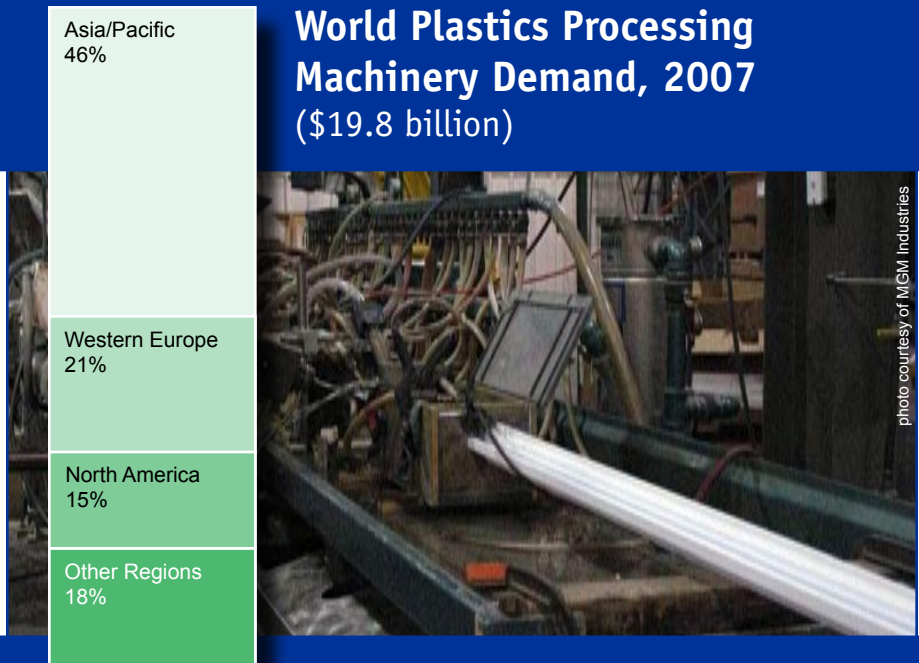 World Plastics Processing
Machinery Demand, 2007
($19.8 billion)
Asia/Pacific
46%
Western Europe
21%
North America
15%
Other Regions
18%
photo courtesy of MGM Industries